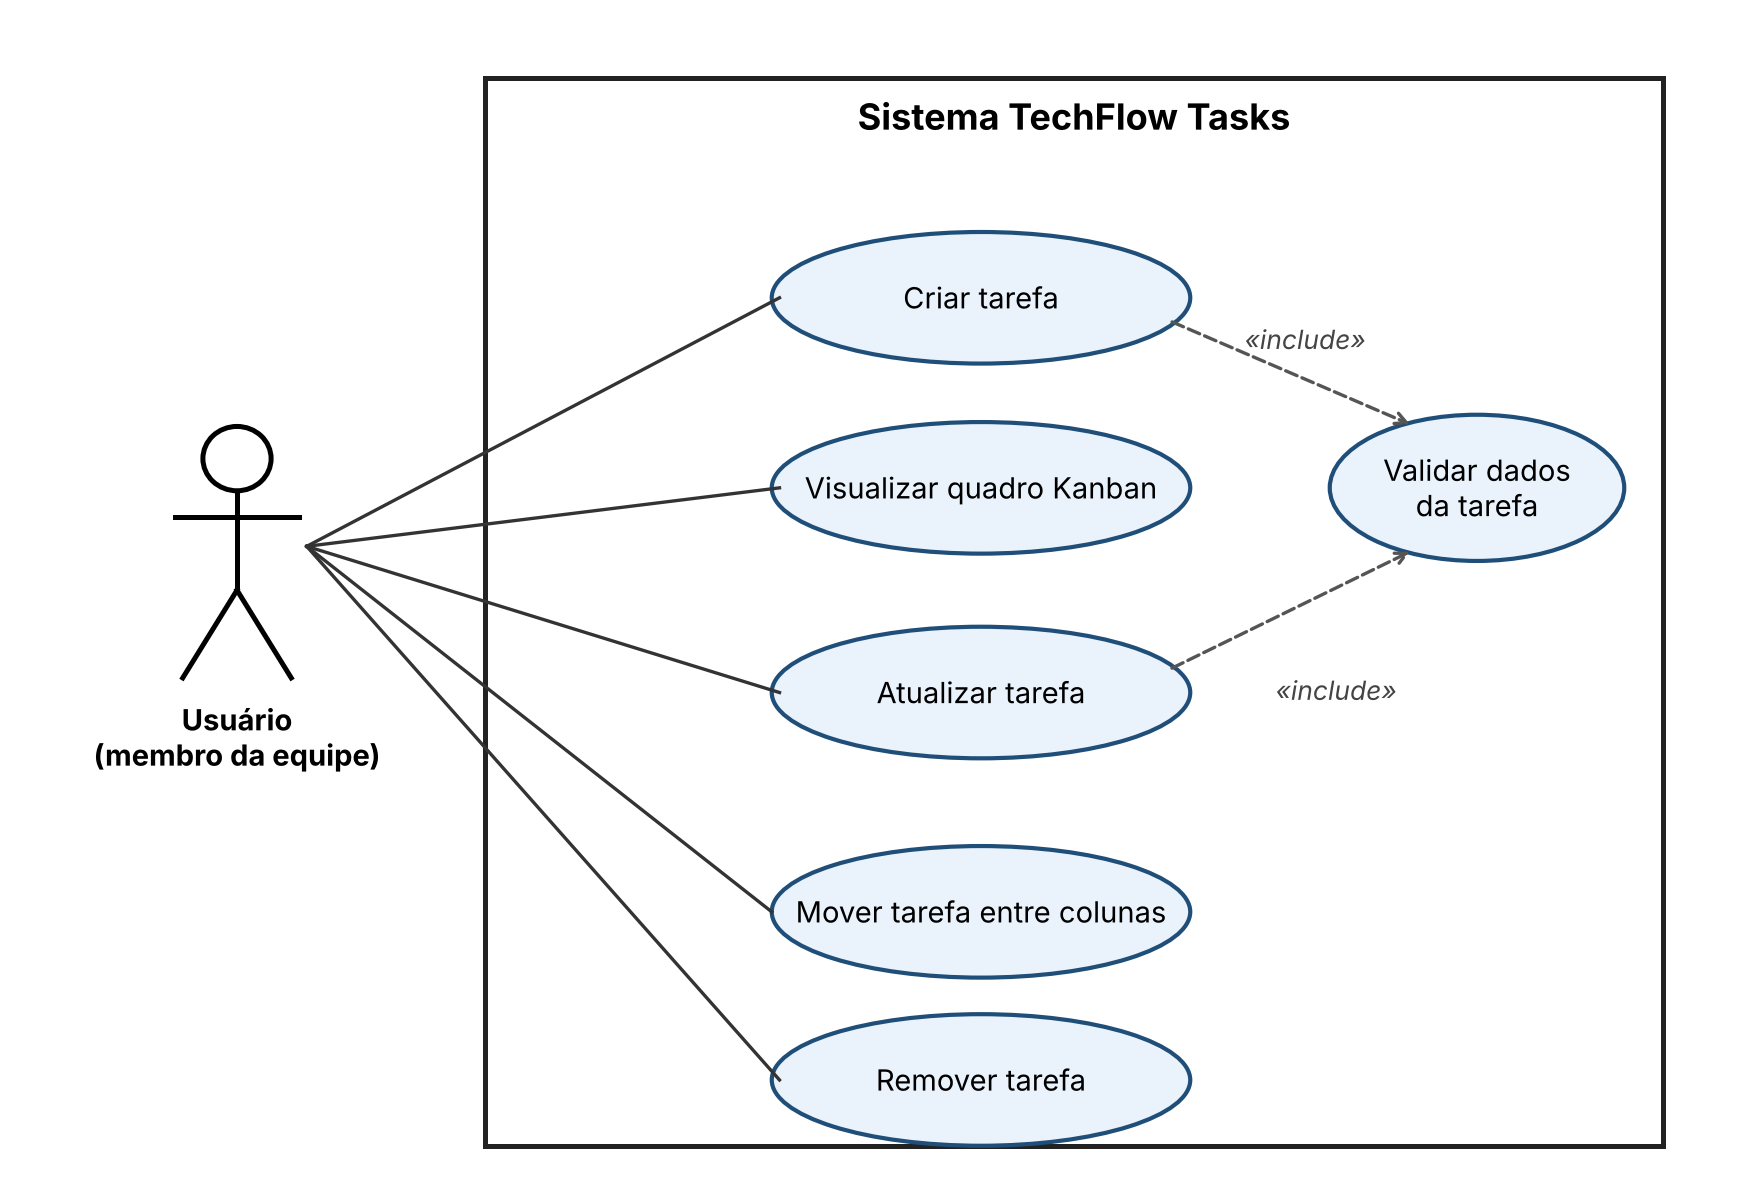 Sistema TechFlow Tasks
Criar tarefa
«include»
Visualizar quadro Kanban
Validar dados
da tarefa
Atualizar tarefa
«include»
Usuário
(membro da equipe)
Mover tarefa entre colunas
Remover tarefa